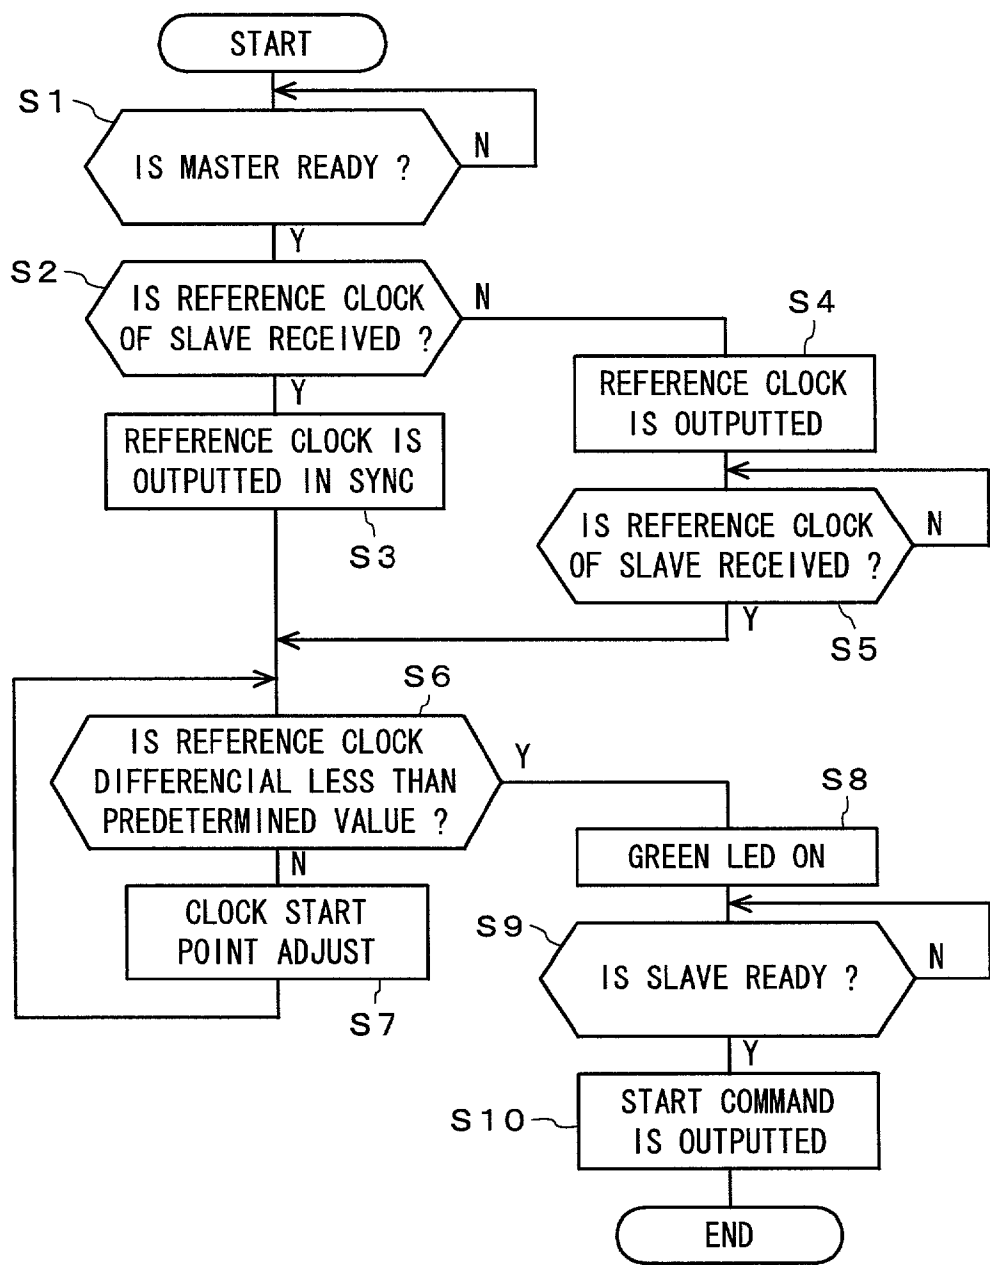 START
S1
IS MASTER READY ?
N
Y
S2
IS REFERENCE CLOCK
OF SLAVE RECEIVED ?
N
Y
S4
REFERENCE CLOCK
IS OUTPUTTED
REFERENCE CLOCK IS
OUTPUTTED IN SYNC
S3
IS REFERENCE CLOCK
OF SLAVE RECEIVED ?
N
Y
S5
S6
IS REFERENCE CLOCK
DIFFERENCIAL LESS THAN
PREDETERMINED VALUE ?
Y
N
S8
GREEN LED ON
CLOCK START
POINT ADJUST
S7
S9
IS SLAVE READY ?
N
Y
S10
START COMMAND
IS OUTPUTTED
END